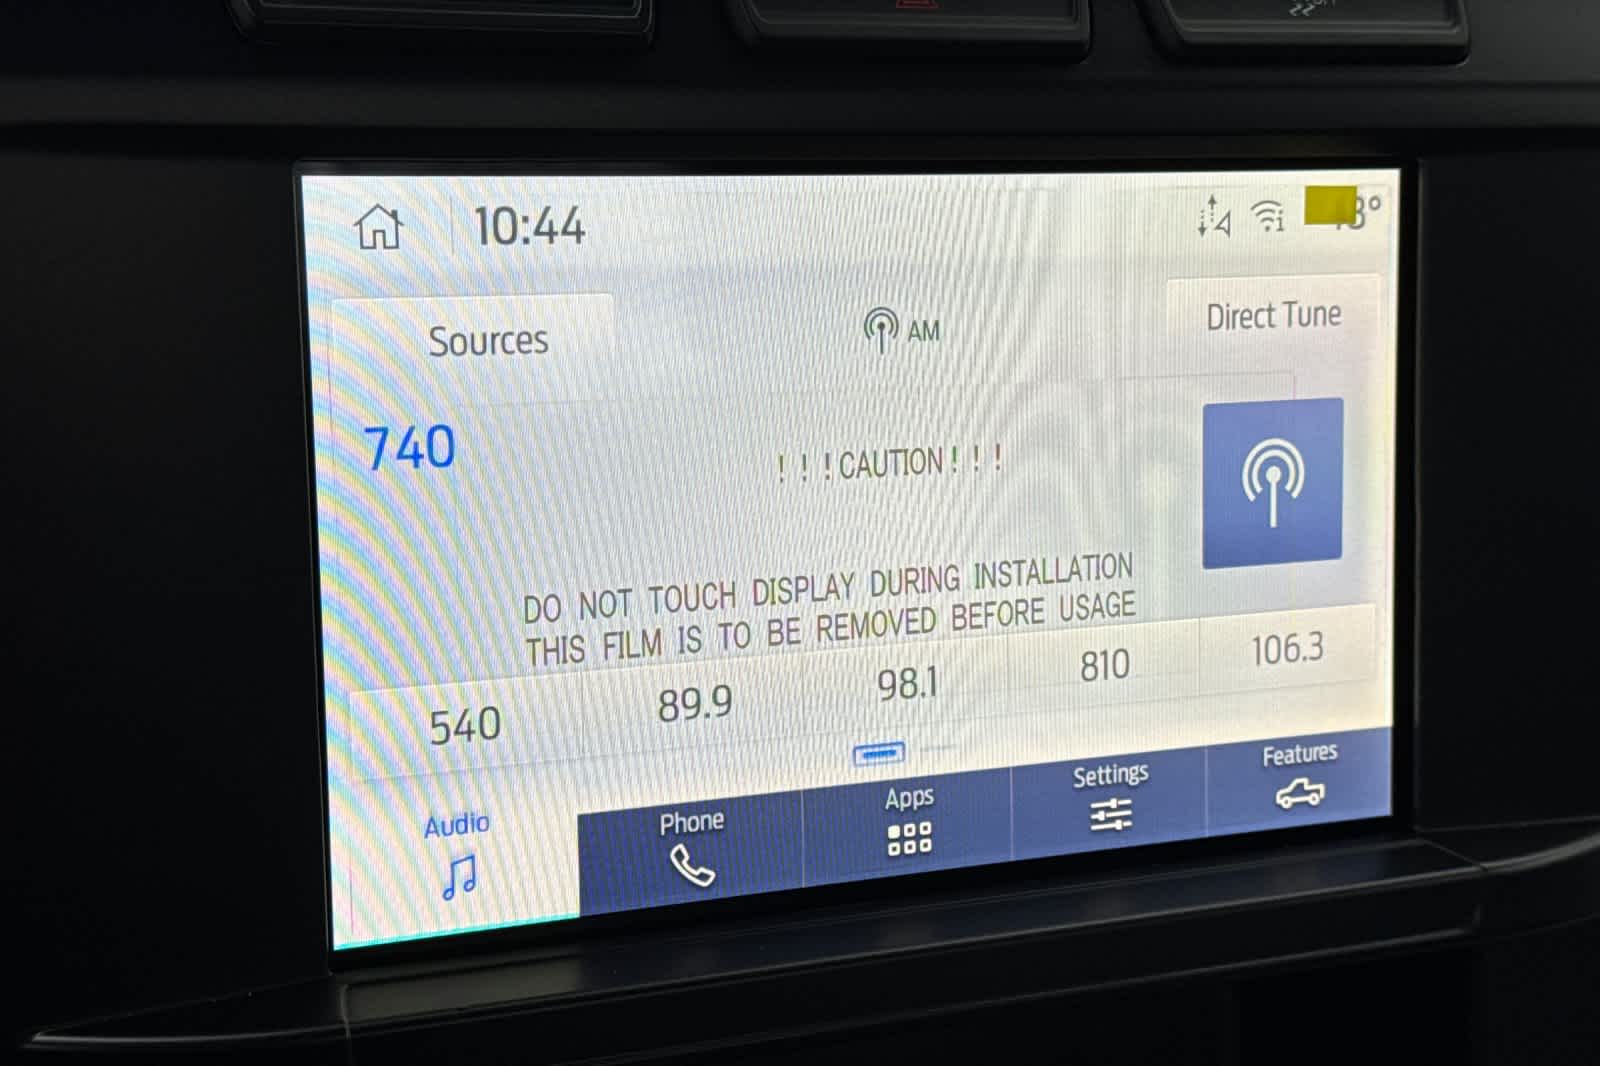 10:44
Sources
AM
Direct Tune
740
! ! ! CAUTION ! ! !
DO NOT TOUCH DISPLAY DURING INSTALLATION
THIS FILM IS TO BE REMOVED BEFORE USAGE
540 89.9 98.1 810 106.3
Audio Phone Apps Settings Features